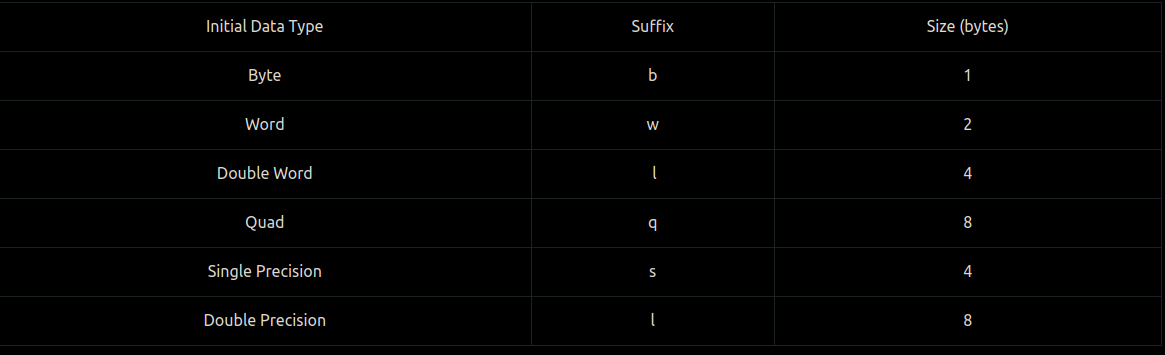 Initial Data Type Suffix Size (bytes)
Byte b 1
Word w 2
Double Word l 4
Quad q 8
Single Precision s 4
Double Precision l 8